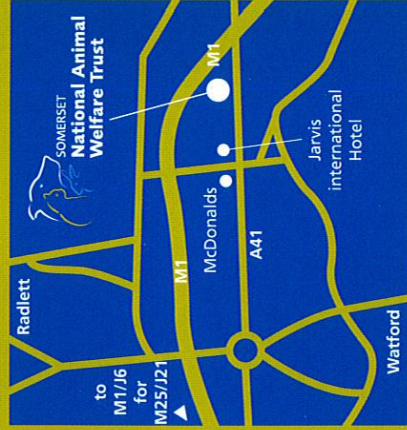 SOMERSET
National Animal
Welfare Trust
Radlett
M1
M1
McDonalds
Jarvis
international
Hotel
A41
to
M1/J6
for
M25/J21
Watford